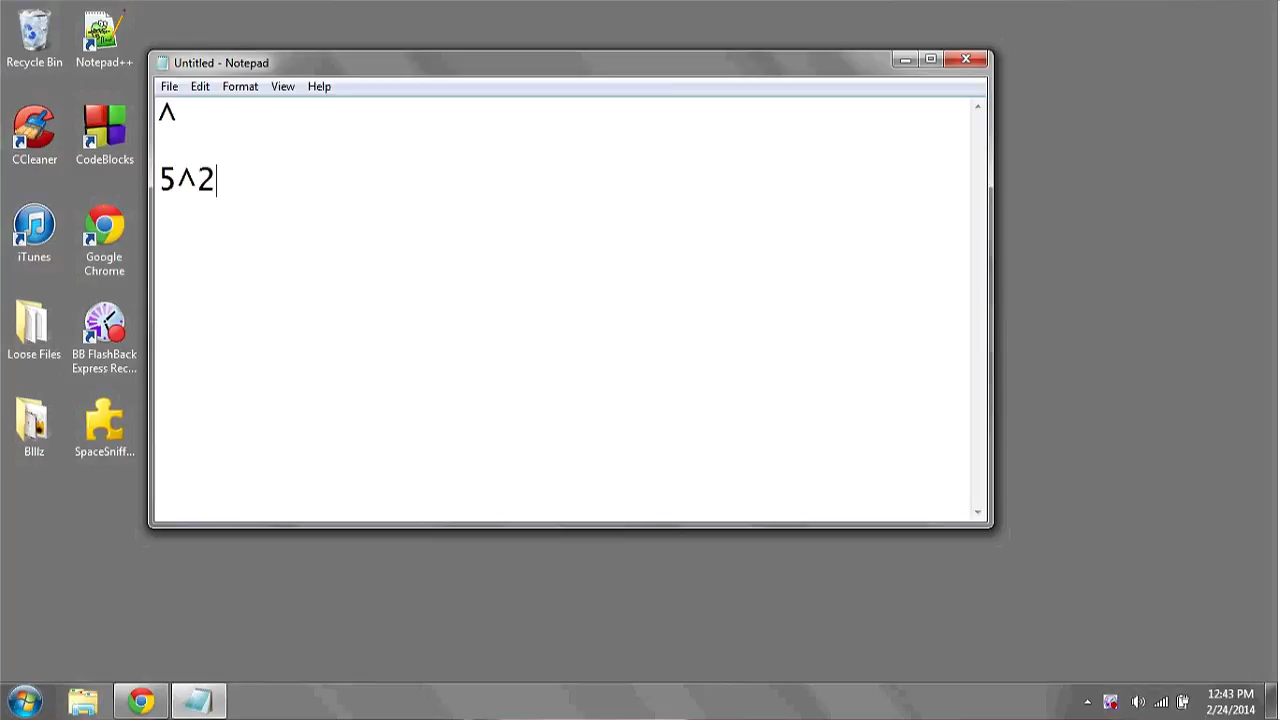 Recycle Bin
Notepad++
CCleaner
CodeBlocks
iTunes
Google
Chrome
Loose Files
BB FlashBack
Express Rec...
SpaceSniff...
Untitled - Notepad
File Edit Format View Help
^
5^2
12:43 PM
2/24/2014